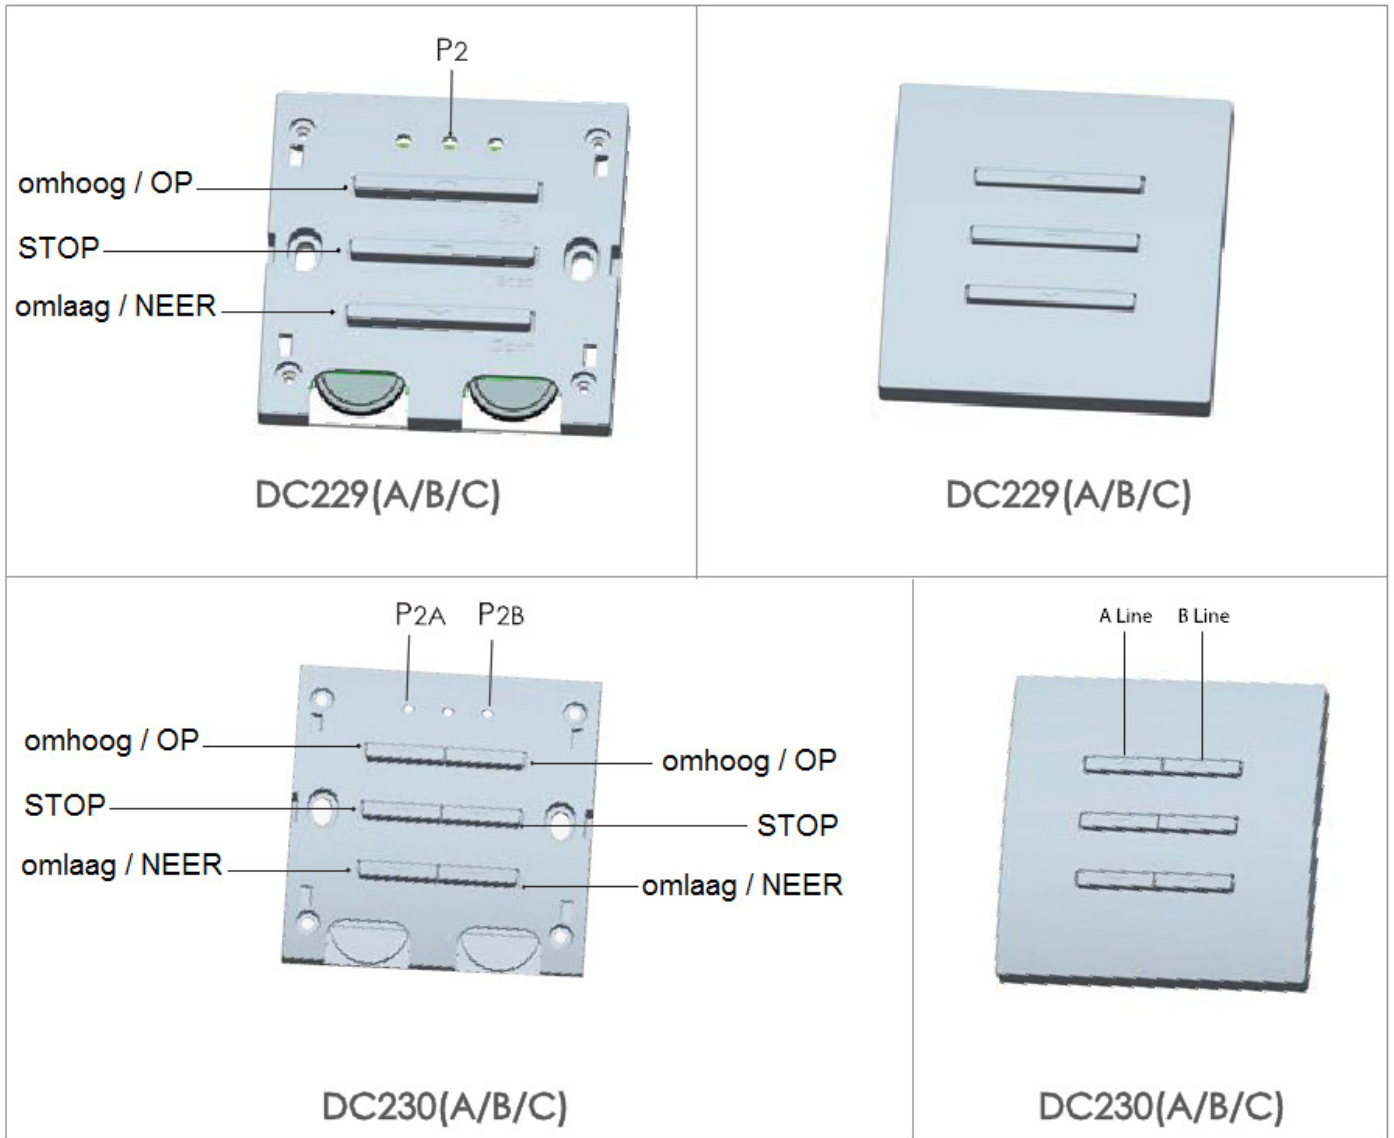 P2
omhoog / OP
STOP
omlaag / NEER
DC229(A/B/C)
DC229(A/B/C)
P2A P2B
omhoog / OP
omhoog / OP
STOP
STOP
omlaag / NEER
omlaag / NEER
DC230(A/B/C)
A Line B Line
DC230(A/B/C)